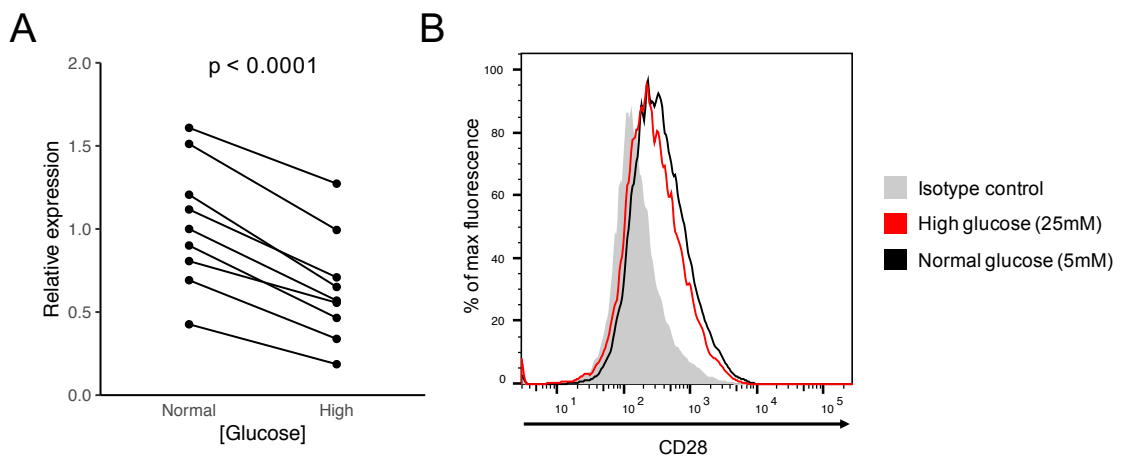 A
p < 0.0001
Relative expression
2.0
1.5
1.0
0.5
0.0
Normal
High
[Glucose]
B
% of max fluorescence
100
80
60
40
20
0
10 1
10 2
10 3
10 4
10 5
CD28
Isotype control
High glucose (25mM)
Normal glucose (5mM)